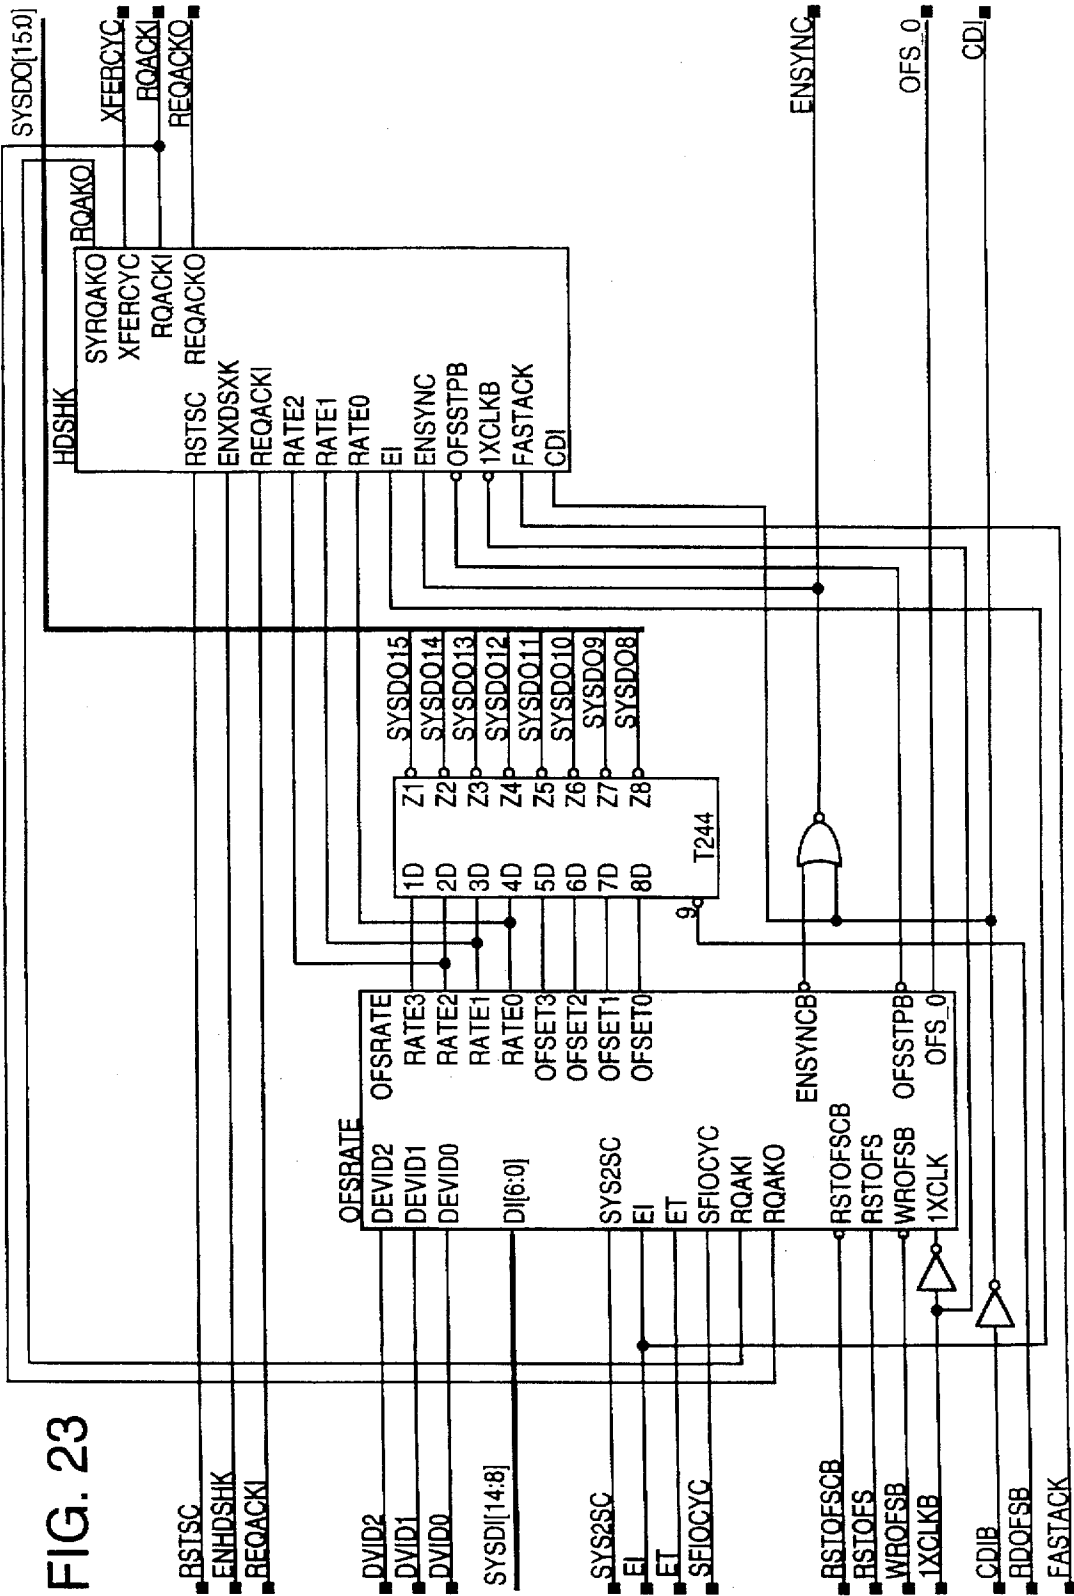 FIG. 23
RSTSC
ENHDSHK
REQACKI
DVID2
DVID1
DVID0
SYSDI[14:8]
SYS2SC
EI
ET
SFIOCYC
RSTOFSCB
RSTOFS
WROFSB
1XCLKB
CDIB
RDOFSB
FASTACK
OFSRATE
DEVID2
DEVID1
DEVID0
DI[6:0]
SYS2SC
EI
ET
SFIOCYC
RQAKI
RQAKO
RSTOFSCB
RSTOFS
WROFSB
1XCLK
OFSRATE
RATE3
RATE2
RATE1
RATE0
OFSET3
OFSET2
OFSET1
OFSET0
ENSYNCB
OFSSTPB
OFS_0
1D
2D
3D
4D
5D
6D
7D
8D
9
T244
Z1
Z2
Z3
Z4
Z5
Z6
Z7
Z8
SYSDO15
SYSDO14
SYSDO13
SYSDO12
SYSDO11
SYSDO10
SYSDO9
SYSDO8
HDSHK
RSTSC
ENXDSXK
REQACKI
RATE2
RATE1
RATE0
EI
ENSYNC
OFSSTPB
1XCLKB
FASTACK
CDI
SYRQAKO
XFERCYC
RQACKI
REQACKO
RQAKO
SYSDO[15:0]
XFERCYC
RQACKI
REQACKO
ENSYNC
OFS_0
CDI